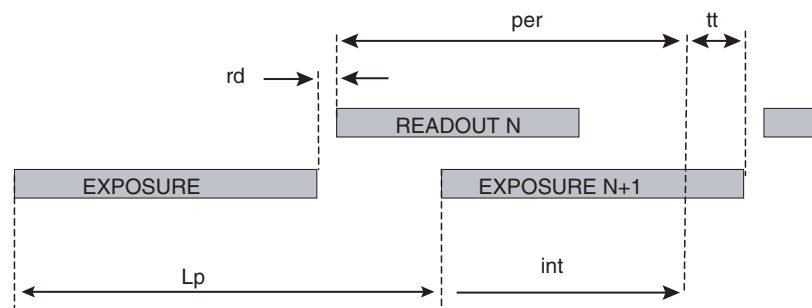 per
tt
rd
READOUT N
EXPOSURE
EXPOSURE N+1
Lp
int